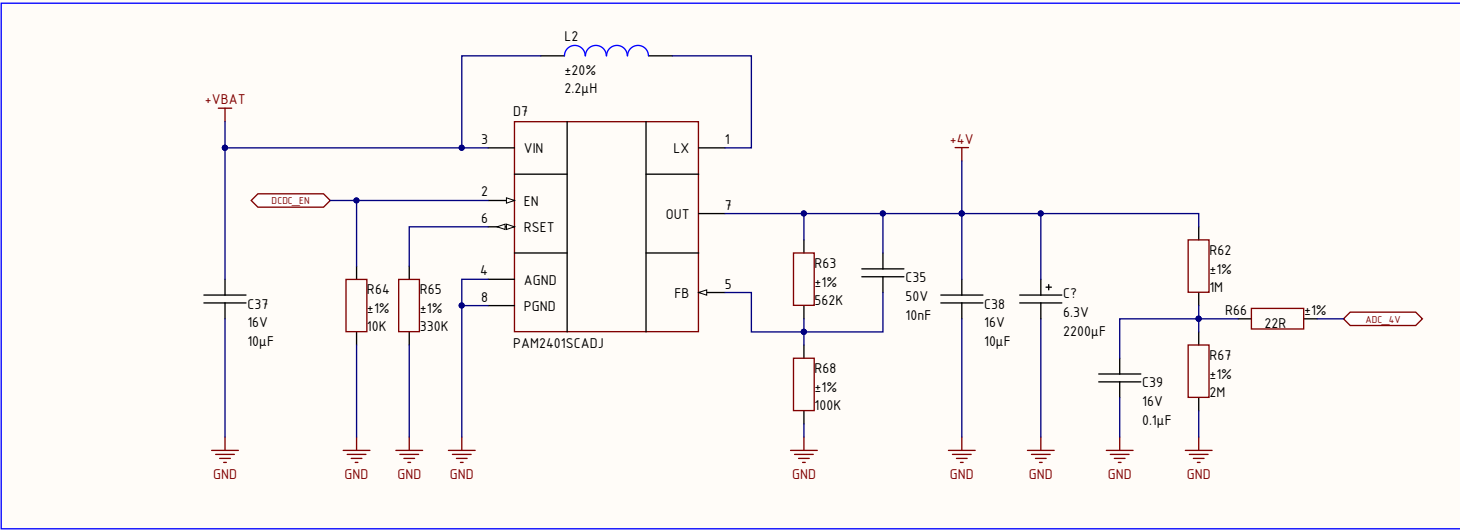 L2
±20%
2.2µH
+VBAT
D7
3
VIN
LX
1
+4V
2
EN
DCDC_EN
6
RSET
OUT
7
4
AGND
8
PGND
FB
5
PAM2401SCADJ
C37
16V
10µF
R64
±1%
10K
R65
±1%
330K
R63
±1%
562K
C35
50V
10nF
R68
±1%
100K
C38
16V
10µF
+
C?
6.3V
2200µF
R62
±1%
1M
R66
22R
±1%
ADC_4V
R67
±1%
2M
C39
16V
0.1µF
GND
GND
GND
GND
GND
GND
GND
GND
GND